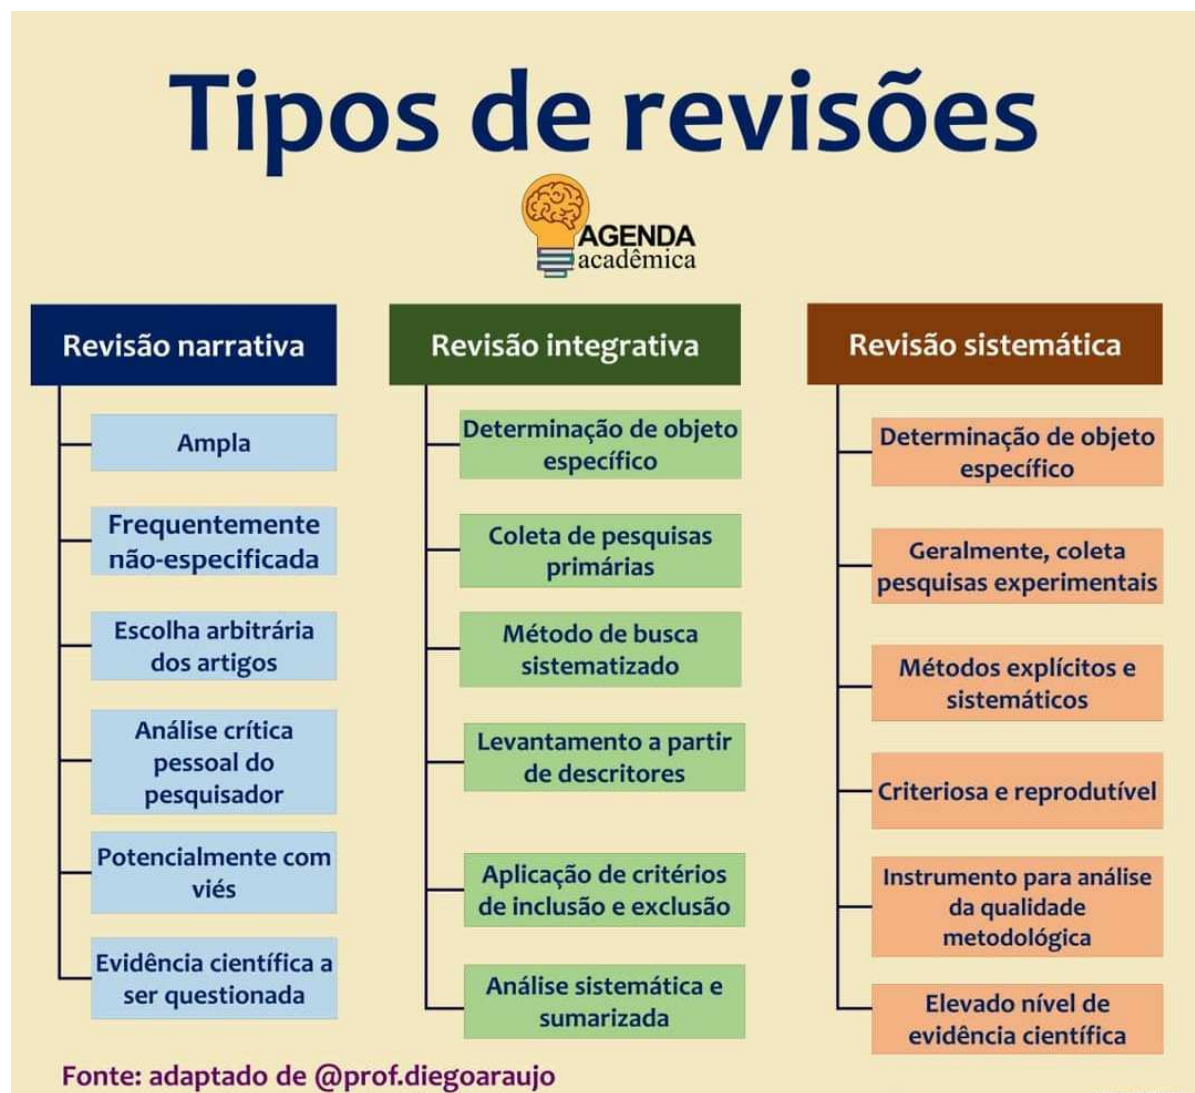 Tipos de revisões
AGENDA
acadêmica
Revisão narrativa
Ampla
Frequentemente
não-especificada
Escolha arbitrária
dos artigos
Análise crítica
pessoal do
pesquisador
Potencialmente com
viés
Evidência científica a
ser questionada
Revisão integrativa
Determinação de objeto
específico
Coleta de pesquisas
primárias
Método de busca
sistematizado
Levantamento a partir
de descritores
Aplicação de critérios
de inclusão e exclusão
Análise sistemática e
sumarizada
Revisão sistemática
Determinação de objeto
específico
Geralmente, coleta
pesquisas experimentais
Métodos explícitos e
sistemáticos
Criteriosa e reprodutível
Instrumento para análise
da qualidade
metodológica
Elevado nível de
evidência científica
Fonte: adaptado de @prof.diegoaraujo